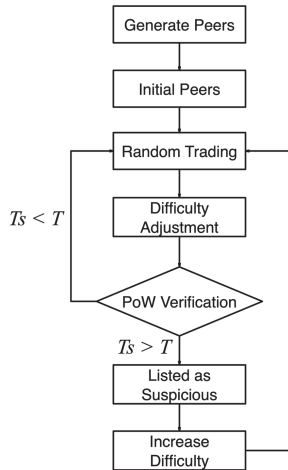 Generate Peers
Initial Peers
Random Trading
Ts < T
Difficulty
Adjustment
PoW Verification
Ts > T
Listed as
Suspicious
Increase
Difficulty